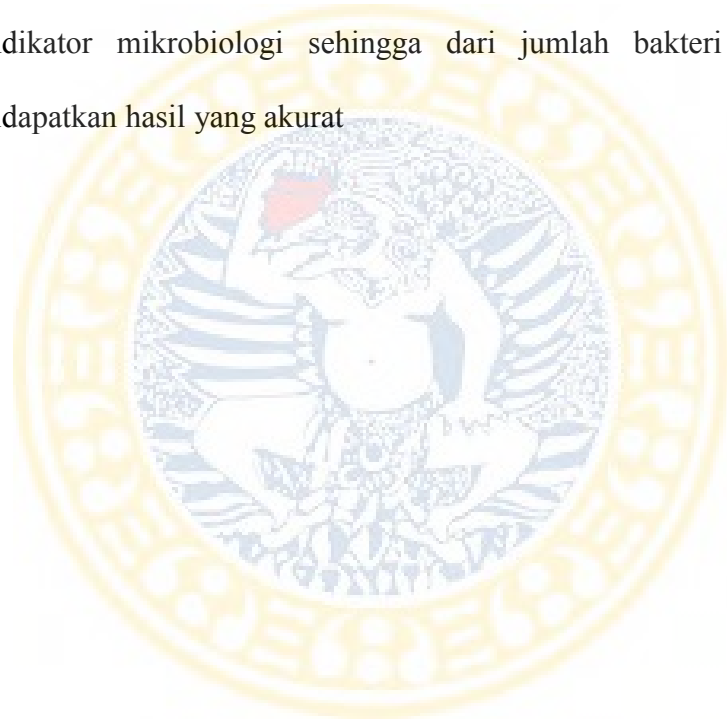 dikator mikrobiologi sehingga dari jumlah bakteri
dapatkan hasil yang akurat